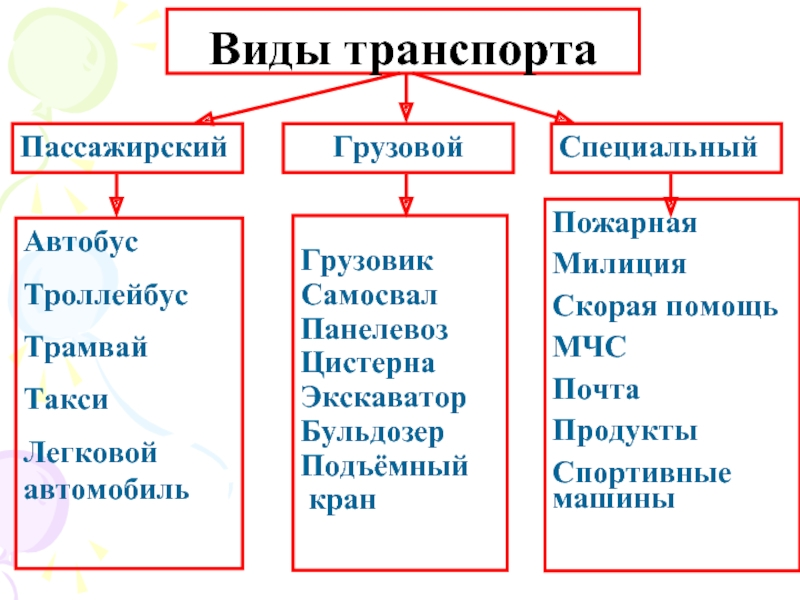 Виды транспорта
Пассажирский
Грузовой
Специальный
Автобус
Троллейбус
Трамвай
Такси
Легковой
автомобиль
Грузовик
Самосвал
Панелевоз
Цистерна
Экскаватор
Бульдозер
Подъёмный
кран
Пожарная
Милиция
Скорая помощь
МЧС
Почта
Продукты
Спортивные
машины